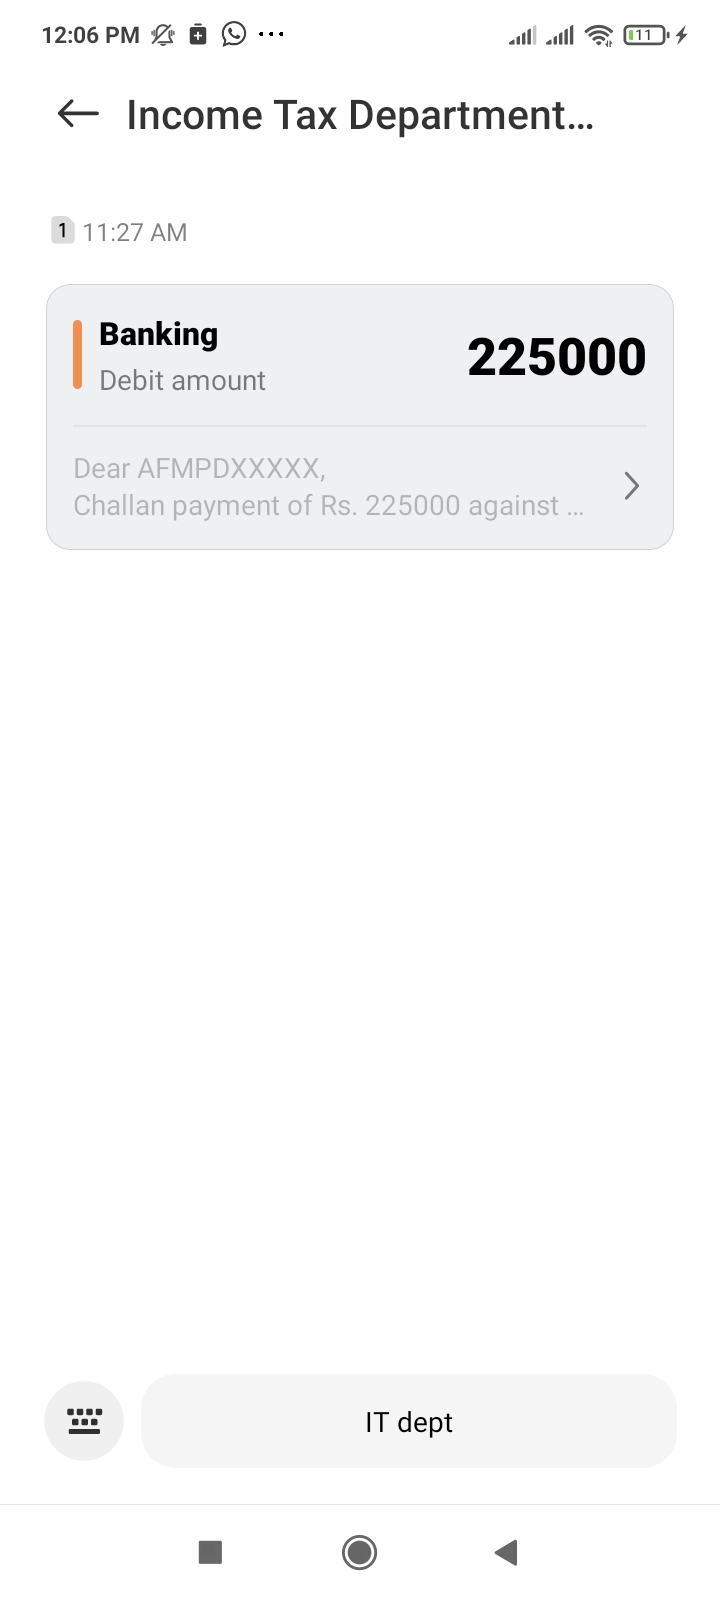 12:06 PM ... 11
Income Tax Department...
1 11:27 AM
Banking
Debit amount
225000
Dear AFMPDXXXXX,
Challan payment of Rs. 225000 against ...
IT dept